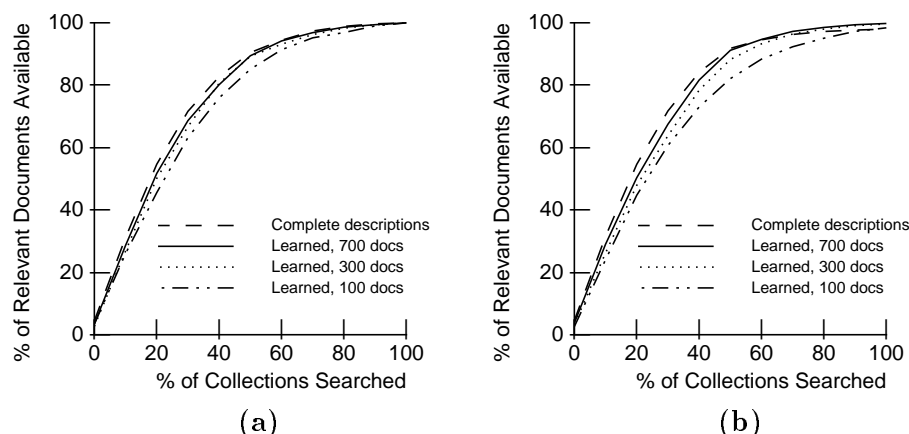 % of Relevant Documents Available
100
80
60
40
20
0
Complete descriptions
Learned, 700 docs
Learned, 300 docs
Learned, 100 docs
0 20 40 60 80 100
% of Collections Searched
(a)
% of Relevant Documents Available
100
80
60
40
20
0
Complete descriptions
Learned, 700 docs
Learned, 300 docs
Learned, 100 docs
0 20 40 60 80 100
% of Collections Searched
(b)